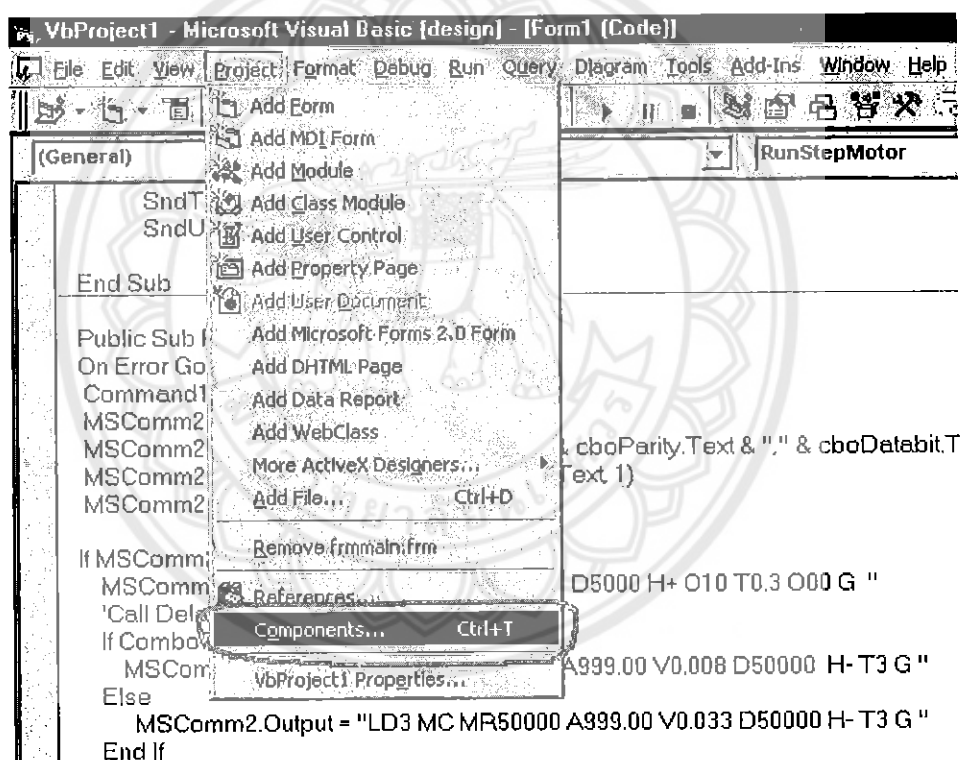 VbProject1 - Microsoft Visual Basic [design] - [Form1 (Code)]
File Edit View Project Format Debug Run Query Diagram Tools Add-Ins Window Help
(General) RunStepMotor
Add Form
Add MDI Form
Add Module
Add Class Module
Add User Control
Add Property Page
Add User Document
Add Microsoft Forms 2.0 Form
Add DHTML Page
Add Data Report
Add WebClass
More ActiveX Designers...
Add File... Ctrl+D
Remove frmmain.frm
References...
Components... Ctrl+T
VbProject1 Properties...
SndT
SndU
End Sub
Public Sub
On Error Go
Command1
MSComm2
MSComm2 & cboParity.Text & "," & cboDatabit.T
MSComm2 Text, 1)
MSComm2
If MSComm
MSComm D5000 H+ O10 T0.3 O00 G "
'Call Dela
If Combo
MSCom A999.00 V0.008 D50000 H- T3 G "
Else
MSComm2.Output = "LD3 MC MR50000 A999.00 V0.033 D50000 H- T3 G "
End If